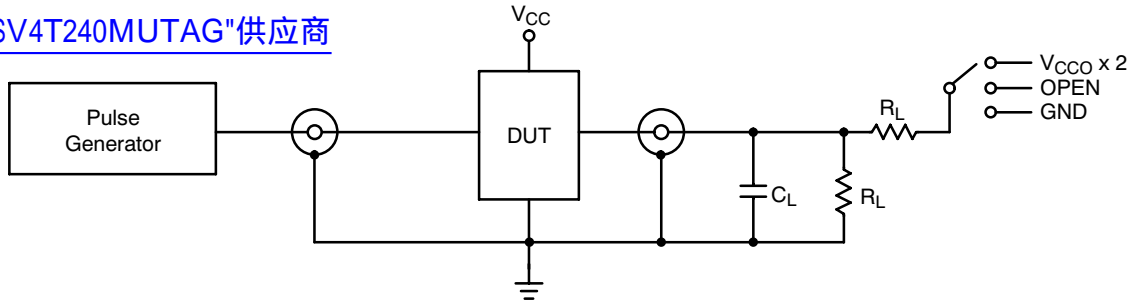 SV4T240MUTAG"供应商
VCC
VCCO x 2
OPEN
GND
Pulse
Generator
DUT
RL
CL
RL